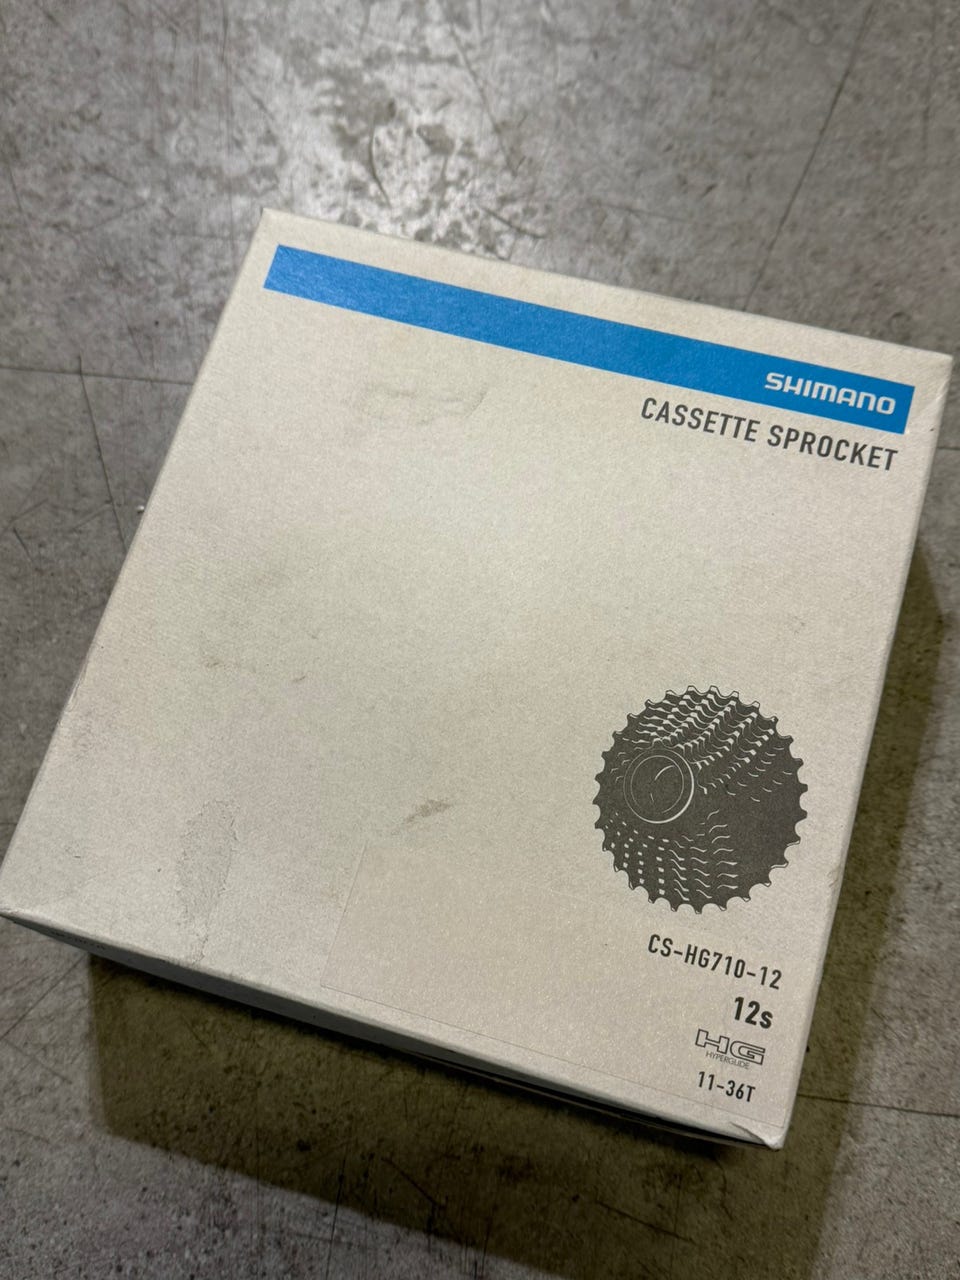 SHIMANO
CASSETTE SPROCKET
CS-HG710-12
12s
HG
HYPERGLIDE
11-36T